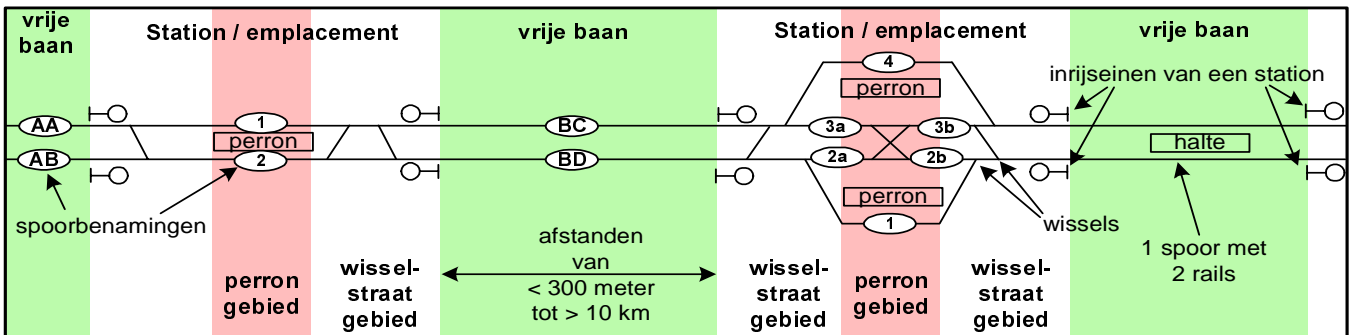 vrije
baan
Station / emplacement
vrije baan
Station / emplacement
vrije baan
4
inrijseinen van een station
perron
AA
1
BC
3a
3b
perron
halte
AB
2
BD
2a
2b
perron
spoorbenamingen
1
wissels
afstanden
van
< 300 meter
tot > 10 km
1 spoor met
2 rails
perron
gebied
wissel-
straat
gebied
wissel-
straat
gebied
perron
gebied
wissel-
straat
gebied